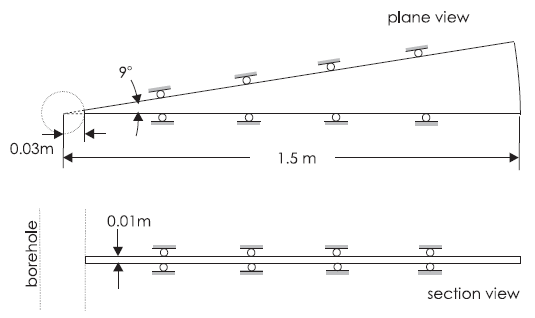 plane view
9°
0.03m
1.5 m
0.01m
borehole
section view